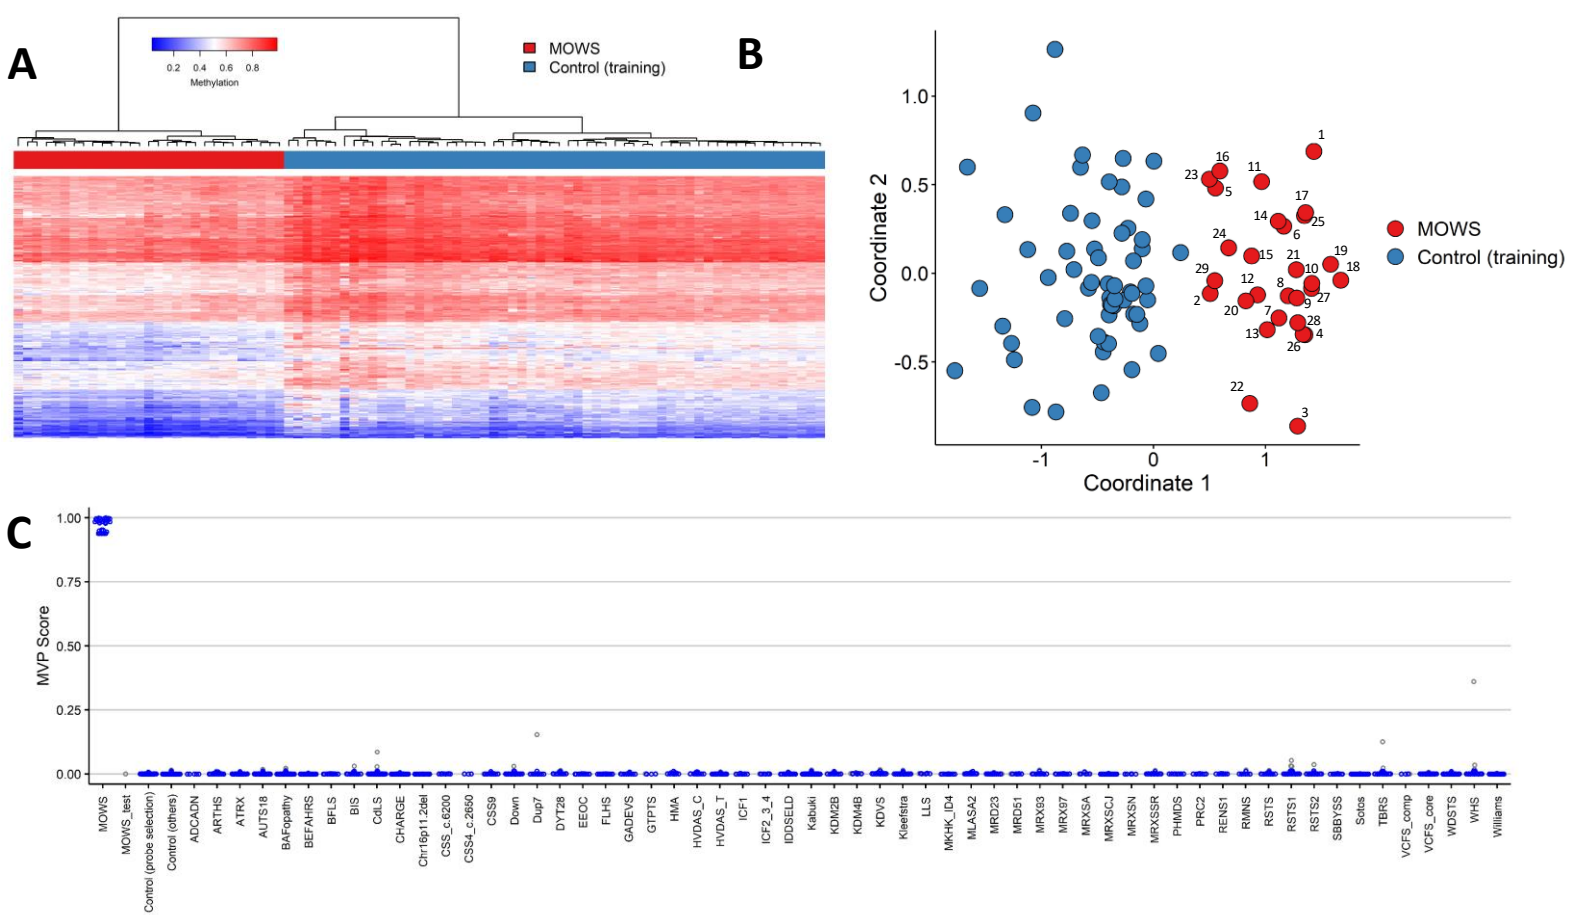 A
0.2 0.4 0.6 0.8
Methylation
MOWS
Control (training)
B
Coordinate 2
1.0
0.5
0.0
-0.5
-1 0 1
Coordinate 1
1
16
11
23
5
17
14
25
6
24
15
21
19
18
29
12
10
8
2
20
9
27
7
28
13
26
4
22
3
MOWS
Control (training)
C
MVP Score
1.00
0.75
0.50
0.25
0.00
MOWS
MOWS_test
Control (probe selection)
Control (others)
ADCADN
ARTHS
ATRX
AUTS18
BAFopathy
BEFAHRS
BFLS
BIS
CdLS
CHARGE
Chr16p11.2del
CSS_c.6200
CSS4_c.2650
CSS9
Down
Dup7
DYT28
EEOC
FLHS
GADEVS
GTPTS
HMA
HVDAS_C
HVDAS_T
ICF1
ICF2_3_4
IDDSELD
Kabuki
KDM2B
KDM4B
KDVS
Kleefstra
LLS
MKHK_ID4
MLASA2
MRD23
MRD51
MRX93
MRX97
MRXSA
MRXSCJ
MRXSN
MRXSSR
PHMDS
PRC2
RENS1
RMNS
RSTS
RSTS1
RSTS2
SBBYSS
Sotos
TBRS
VCFS_comp
VCFS_core
WDSTS
WHS
Williams